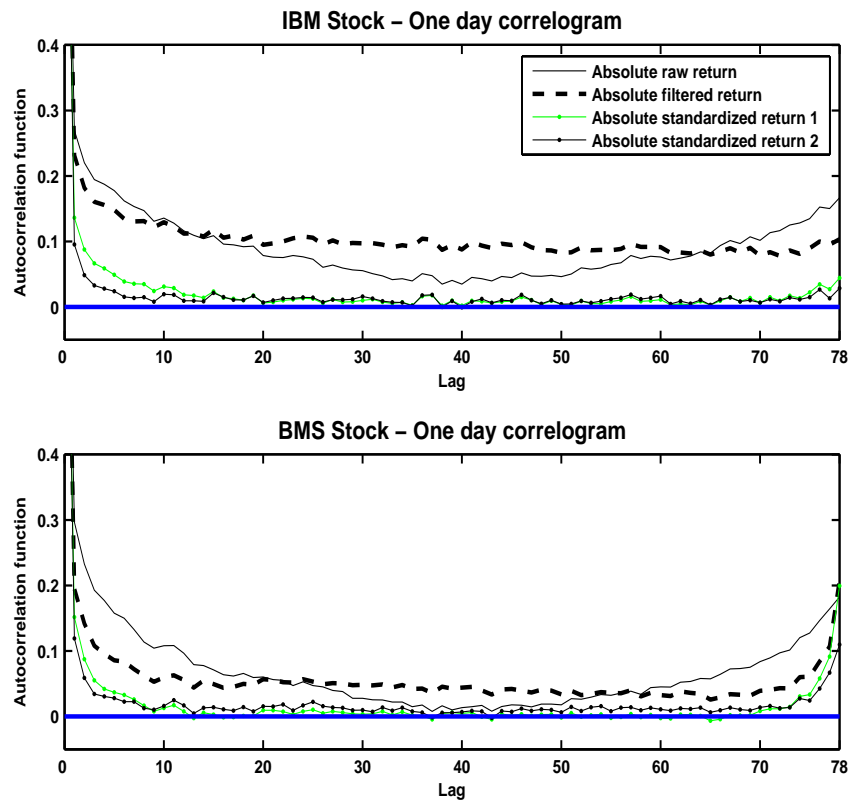 IBM Stock – One day correlogram
0.4
0.3
0.2
0.1
0
Autocorrelation function
Absolute raw return
Absolute filtered return
Absolute standardized return 1
Absolute standardized return 2
0 10 20 30 40 50 60 70 78
Lag
BMS Stock – One day correlogram
0.4
0.3
0.2
0.1
0
Autocorrelation function
0 10 20 30 40 50 60 70 78
Lag